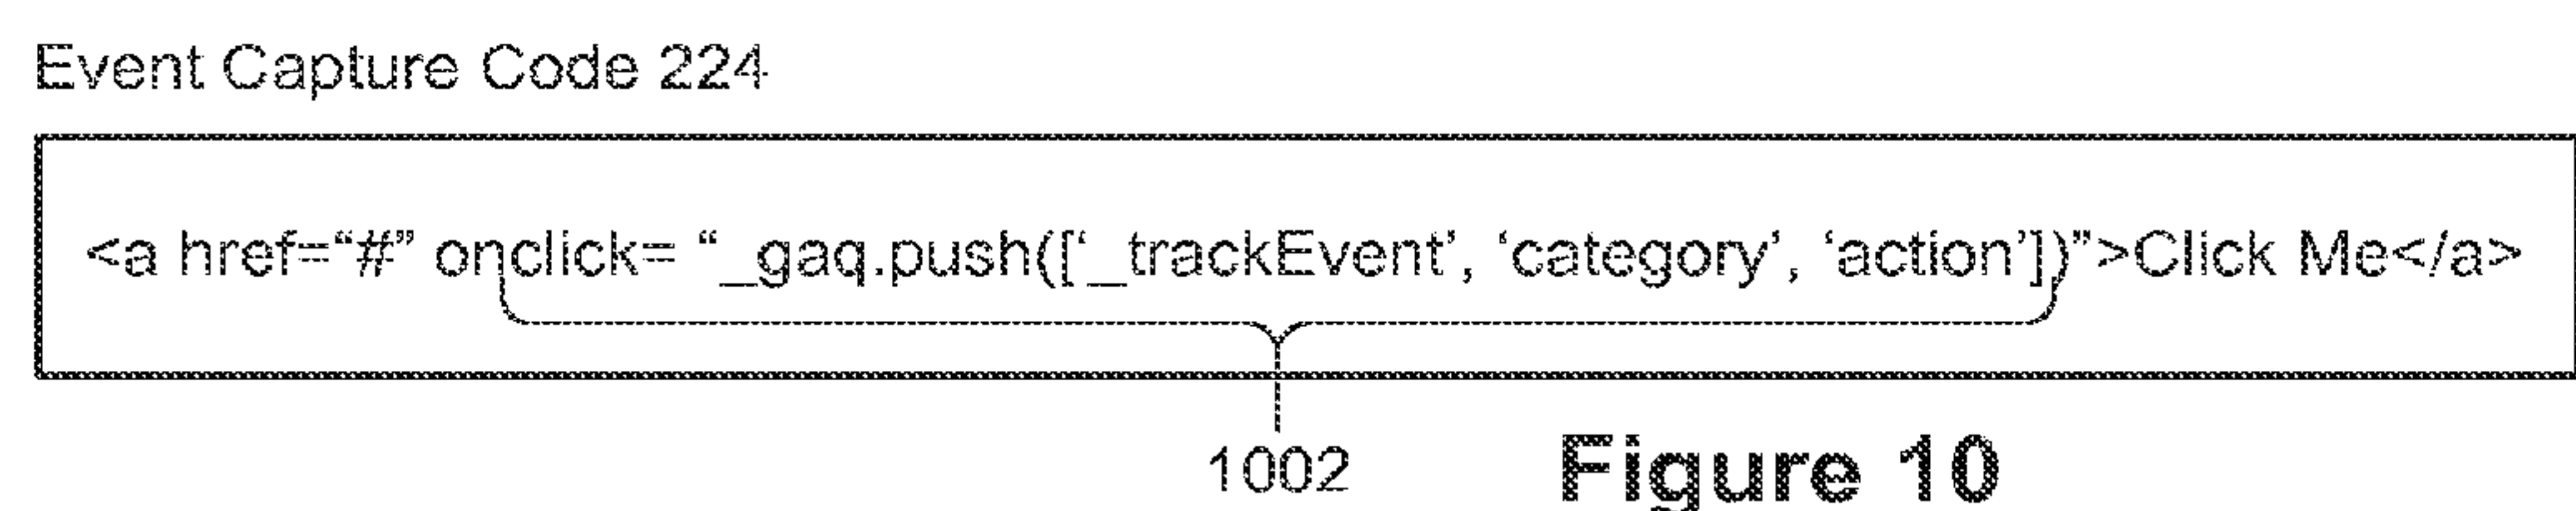 Event Capture Code 224
<a href=“#” onclick= “_gaq.push([‘_trackEvent’, ‘category’, ‘action’])”>Click Me</a>
1002
Figure 10